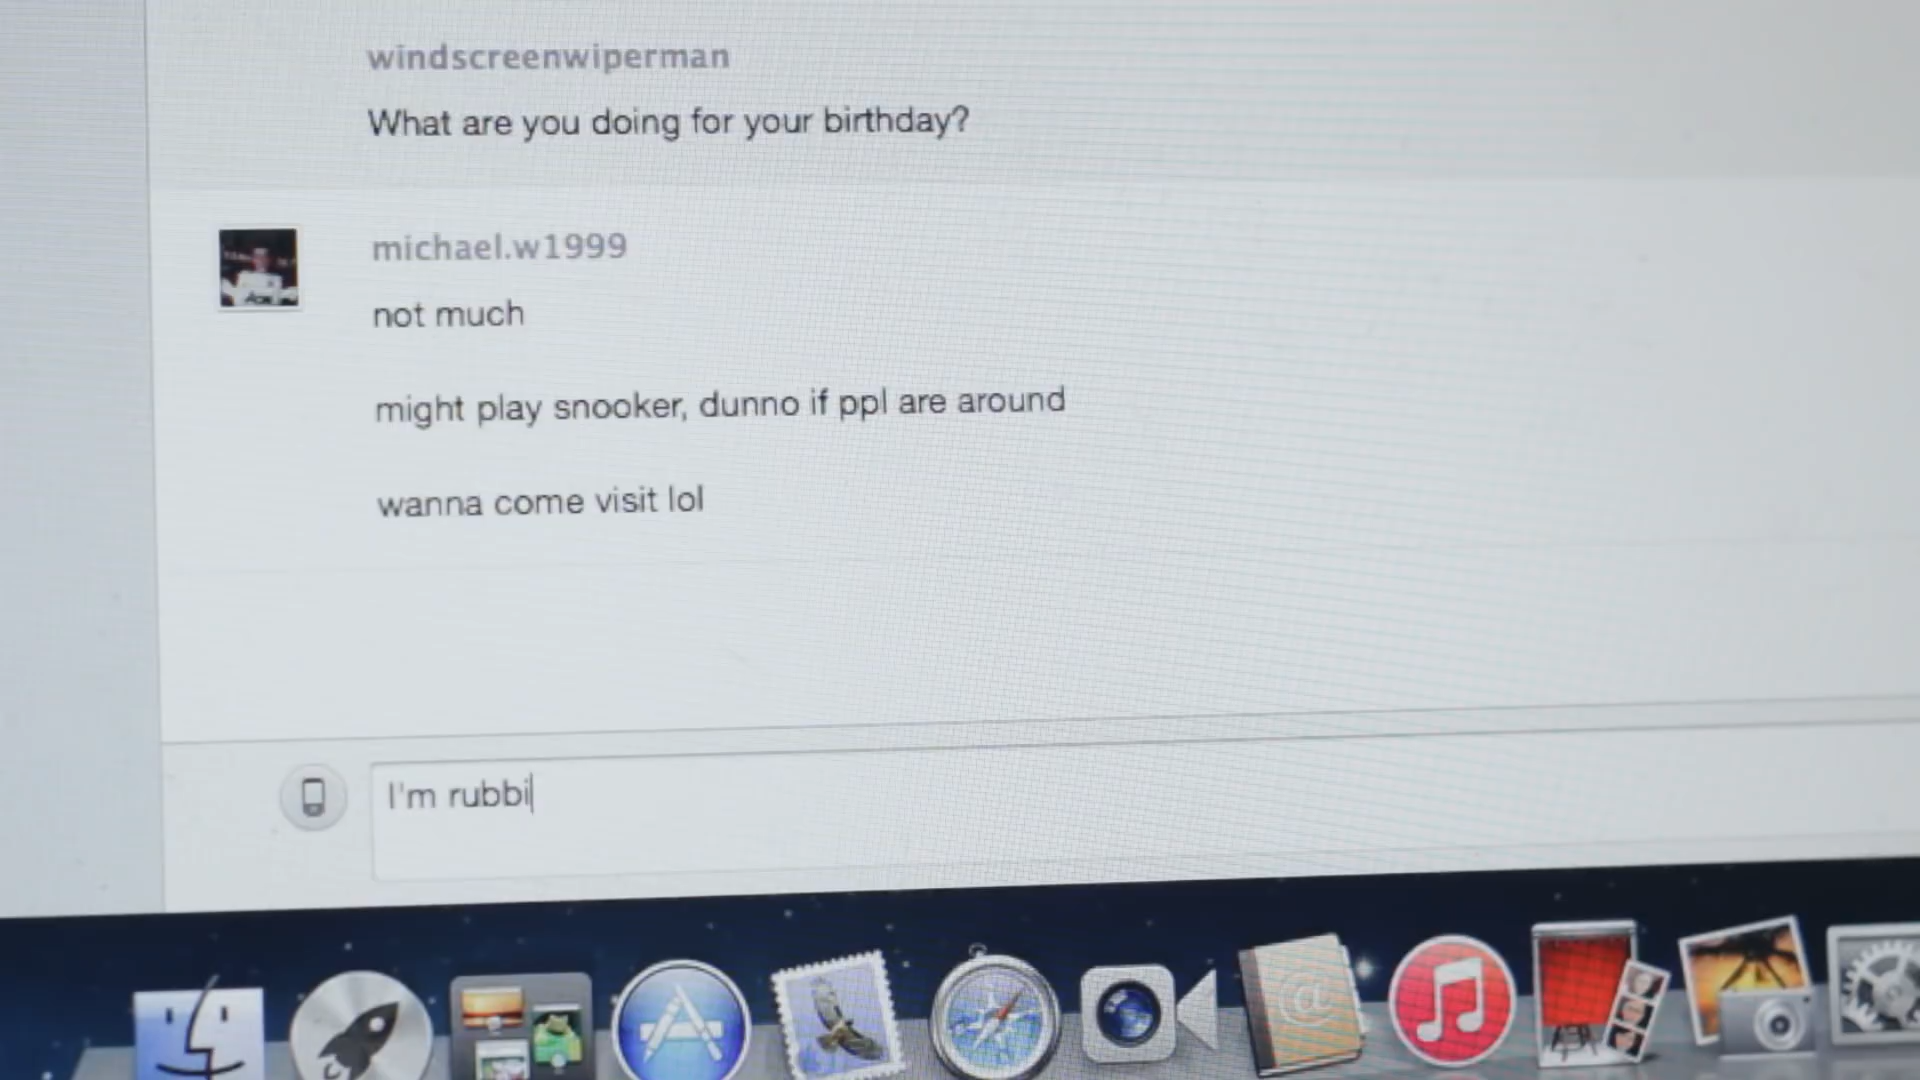 windscreenwiperman
What are you doing for your birthday?
michael.w1999
not much
might play snooker, dunno if ppl are around
wanna come visit lol
I'm rubbi